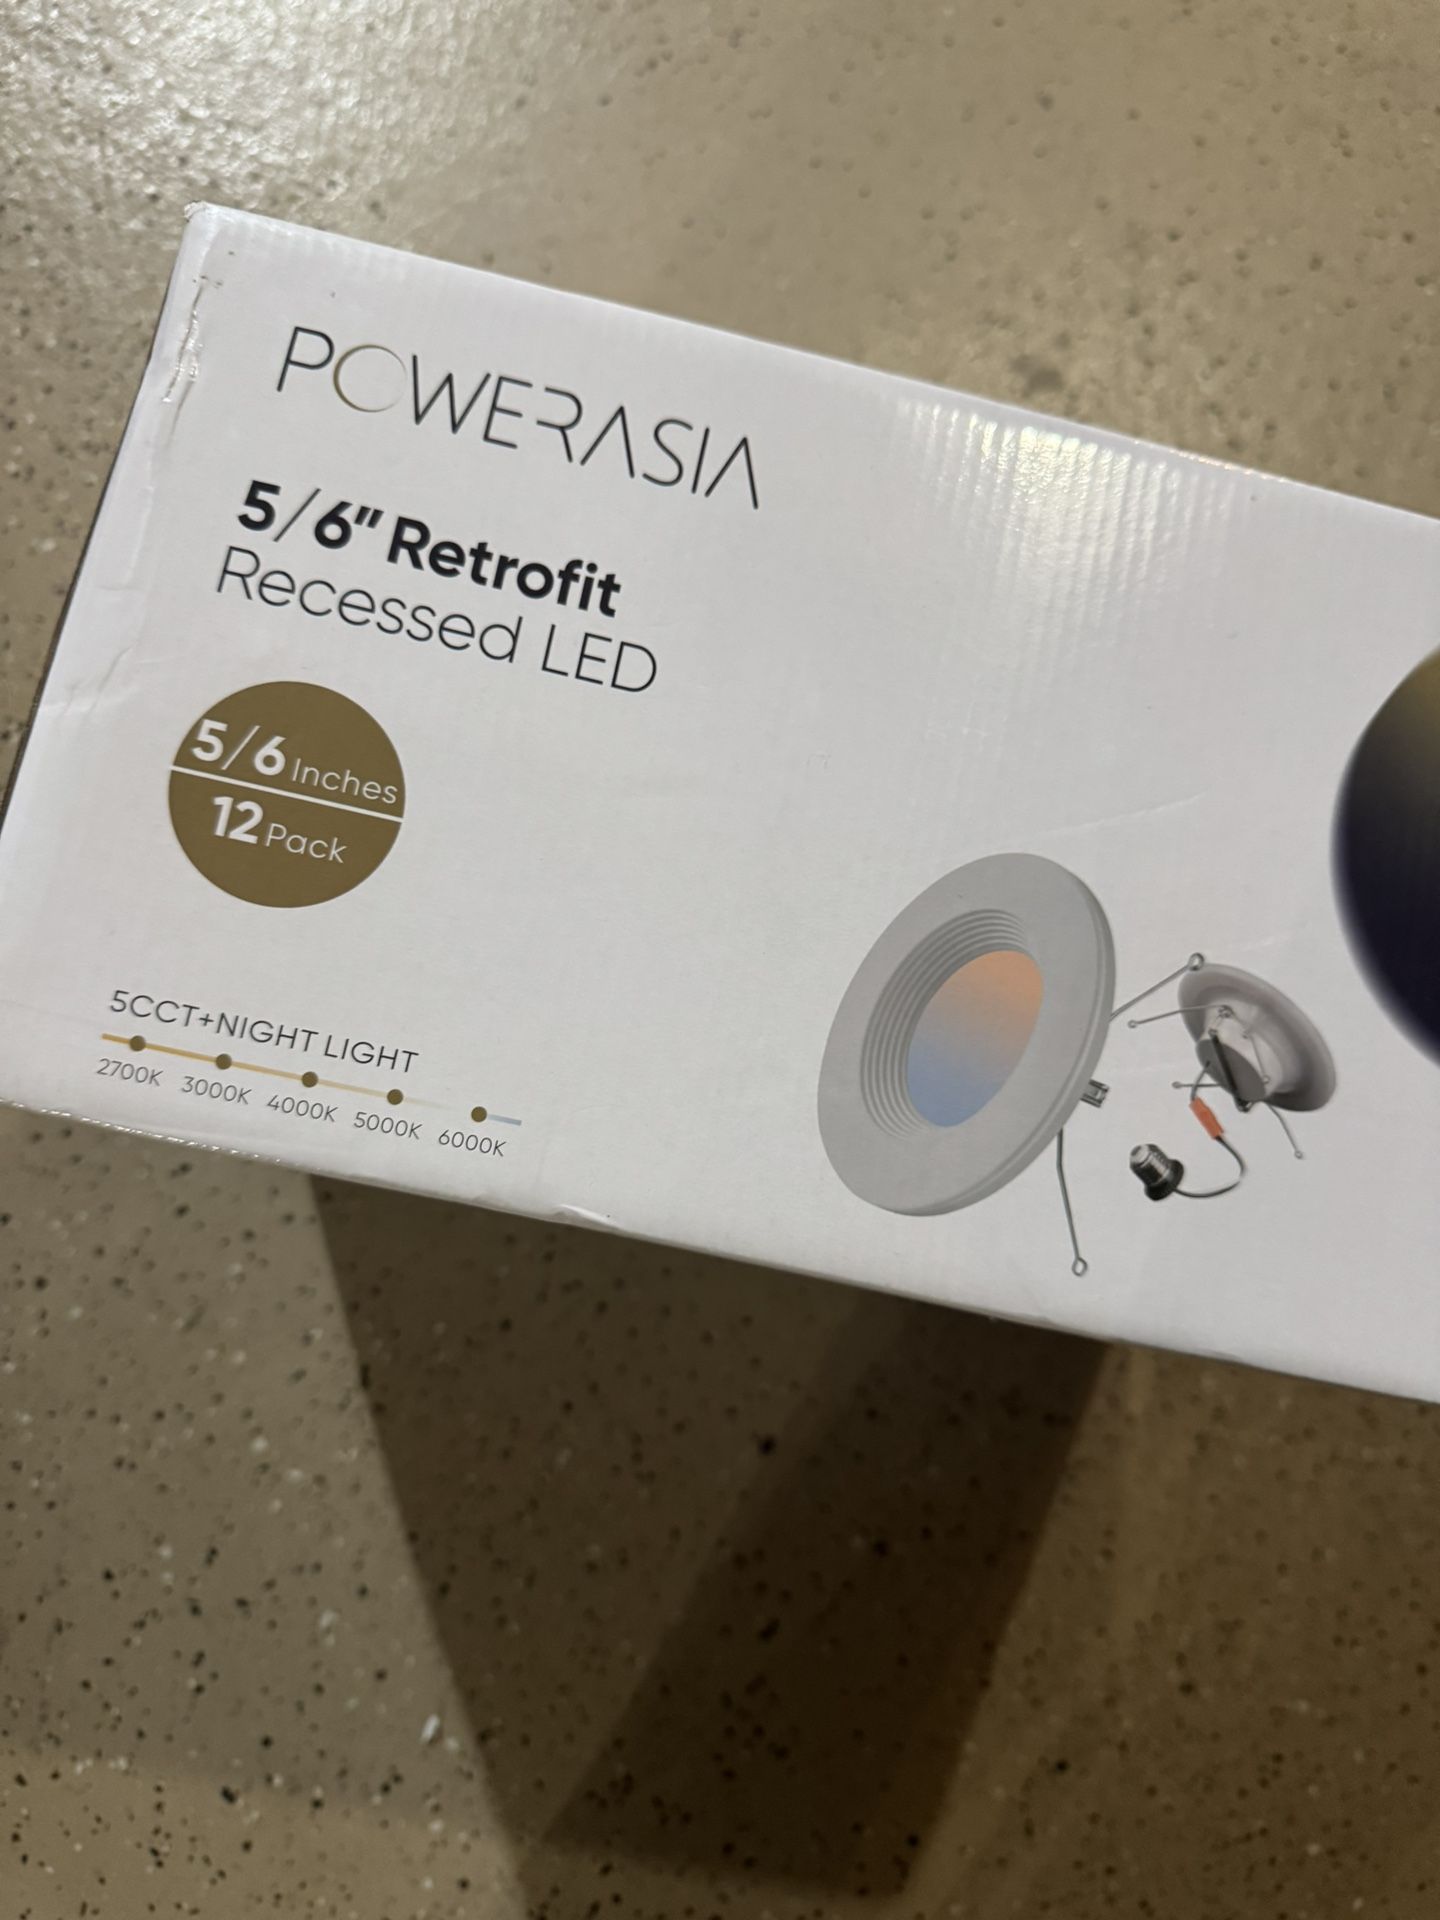 POWERASIA
5/6" Retrofit
Recessed LED
5/6 Inches
12 Pack
5CCT+NIGHT LIGHT
2700K 3000K 4000K 5000K 6000K